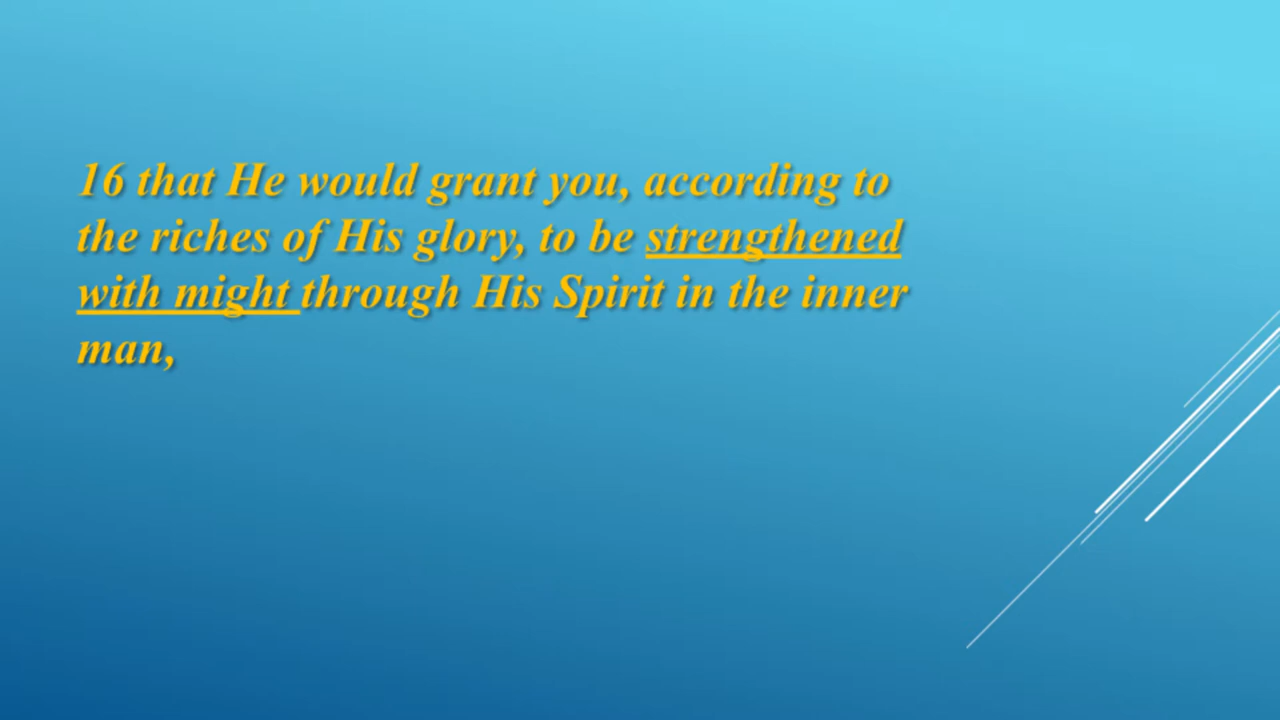 16 that He would grant you, according to
the riches of His glory, to be strengthened
with might through His Spirit in the inner
man,